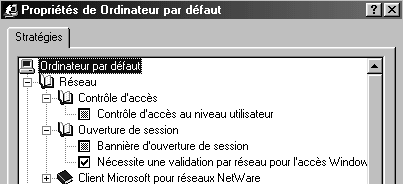 Propriétés de Ordinateur par défaut
Stratégies
Ordinateur par défaut
Réseau
Contrôle d'accès
Contrôle d'accès au niveau utilisateur
Ouverture de session
Bannière d'ouverture de session
Nécessite une validation par réseau pour l'accès Window
Client Microsoft pour réseaux NetWare